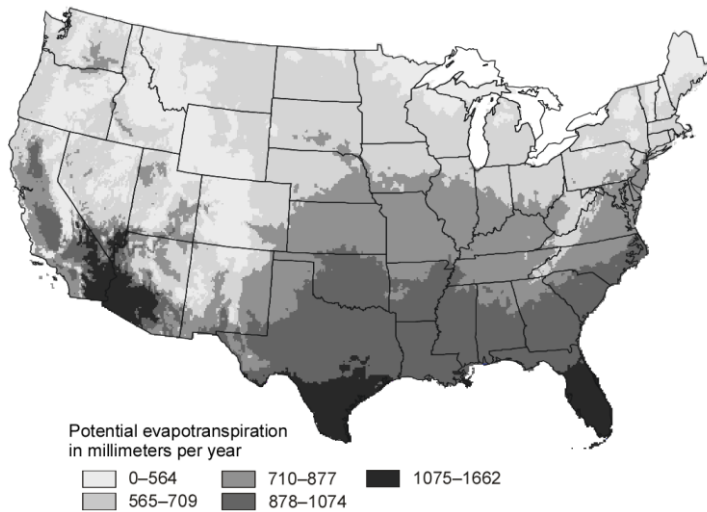 Potential evapotranspiration
in millimeters per year
0–564
710–877
1075–1662
565–709
878–1074